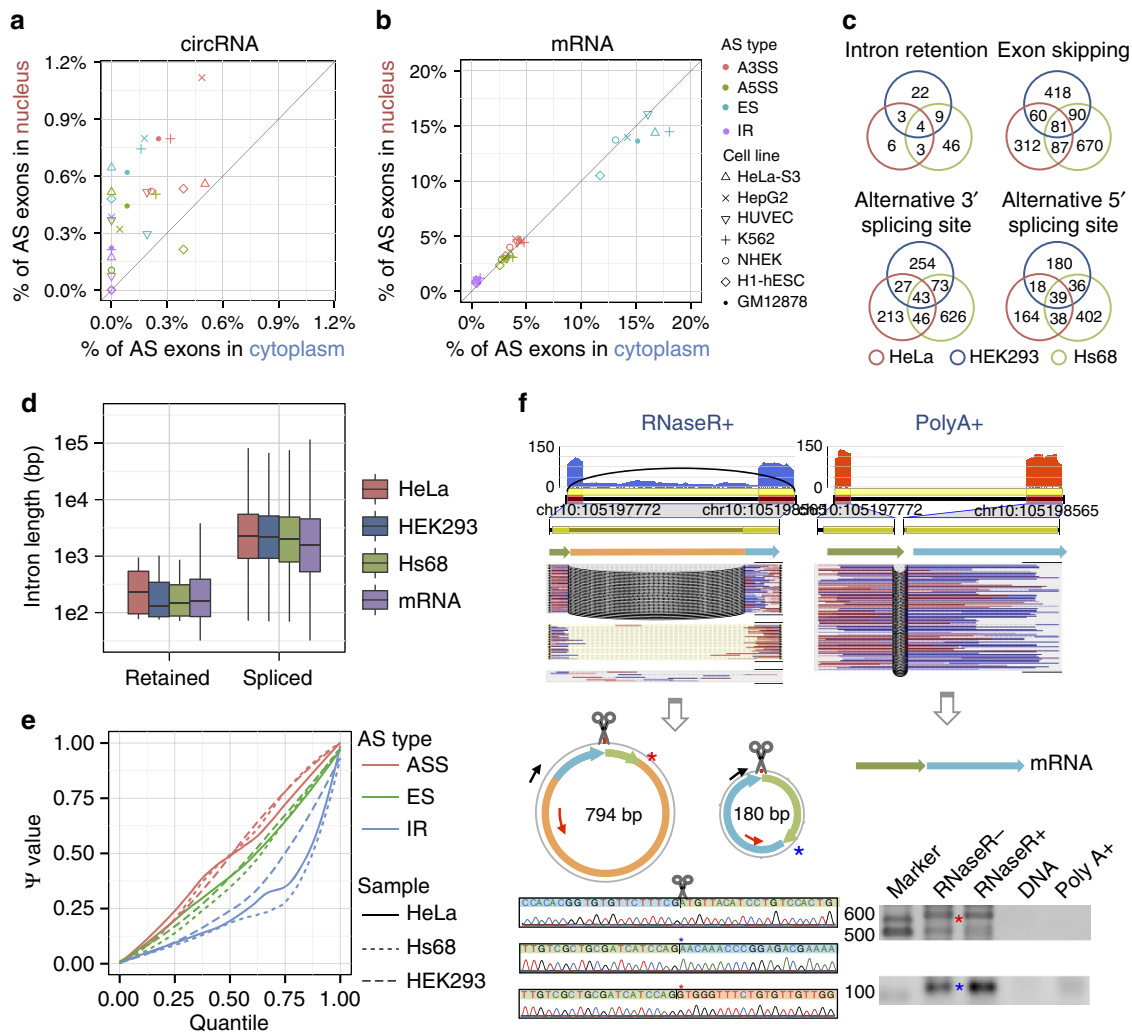 a
circRNA
1.2%
0.9%
0.6%
0.3%
0.0%
% of AS exons in nucleus
0.0% 0.3% 0.6% 0.9% 1.2%
% of AS exons in cytoplasm
b
mRNA
20%
15%
10%
5%
0%
% of AS exons in nucleus
0% 5% 10% 15% 20%
% of AS exons in cytoplasm
AS type
A3SS
A5SS
ES
IR
Cell line
HeLa-S3
HepG2
HUVEC
K562
NHEK
H1-hESC
GM12878
c
Intron retention
22
3 9
4
6 3 46
Exon skipping
418
60 90
81
312 87 670
Alternative 3′
splicing site
254
27 73
43
213 46 626
Alternative 5′
splicing site
180
18 36
39
164 38 402
HeLa HEK293 Hs68
d
1e5
1e4
1e3
1e2
Intron length (bp)
Retained Spliced
HeLa
HEK293
Hs68
mRNA
e
1.00
0.75
0.50
0.25
0.00
Ψ value
0.00 0.25 0.50 0.75 1.00
Quantile
AS type
ASS
ES
IR
Sample
HeLa
Hs68
HEK293
f
RNaseR+
150
0
chr10:105197772 chr10:105198565
PolyA+
150
0
chr10:105197772 chr10:105198565
794 bp
*
180 bp
*
mRNA
CCACACGGTGTGTTCTTTCGATGTTACATCCTGTCCACTG
*
TTGTCGCTGCGATCATCCAGAACAAACCCGGAGACGAAAA
*
TTGTCGCTGCGATCATCCAGGTGGGTTTCTGTGTTGTTGG
Marker RNaseR− RNaseR+ DNA Poly A+
600
500
*
100
*